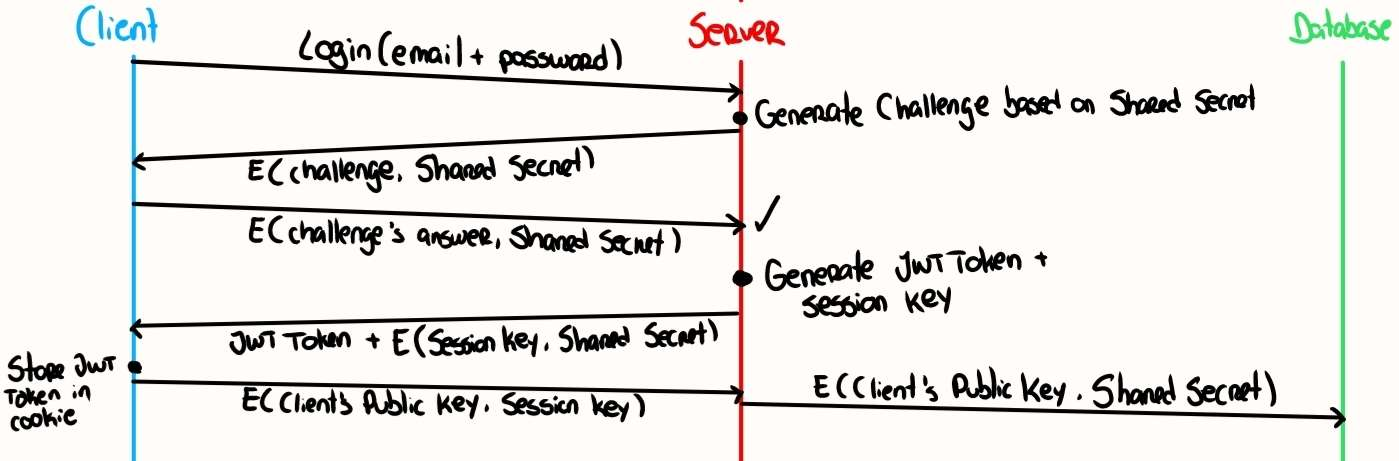 Client
Server
Database
Login (email + password)
Generate Challenge based on Shared Secret
E(challenge, Shared Secret)
E(challenge's answer, Shared Secret)
Generate JWT Token +
session key
JWT Token + E(Session key, Shared Secret)
Store JWT
Token in
cookie
E(Client's Public Key, Session key)
E(Client's Public Key, Shared Secret)